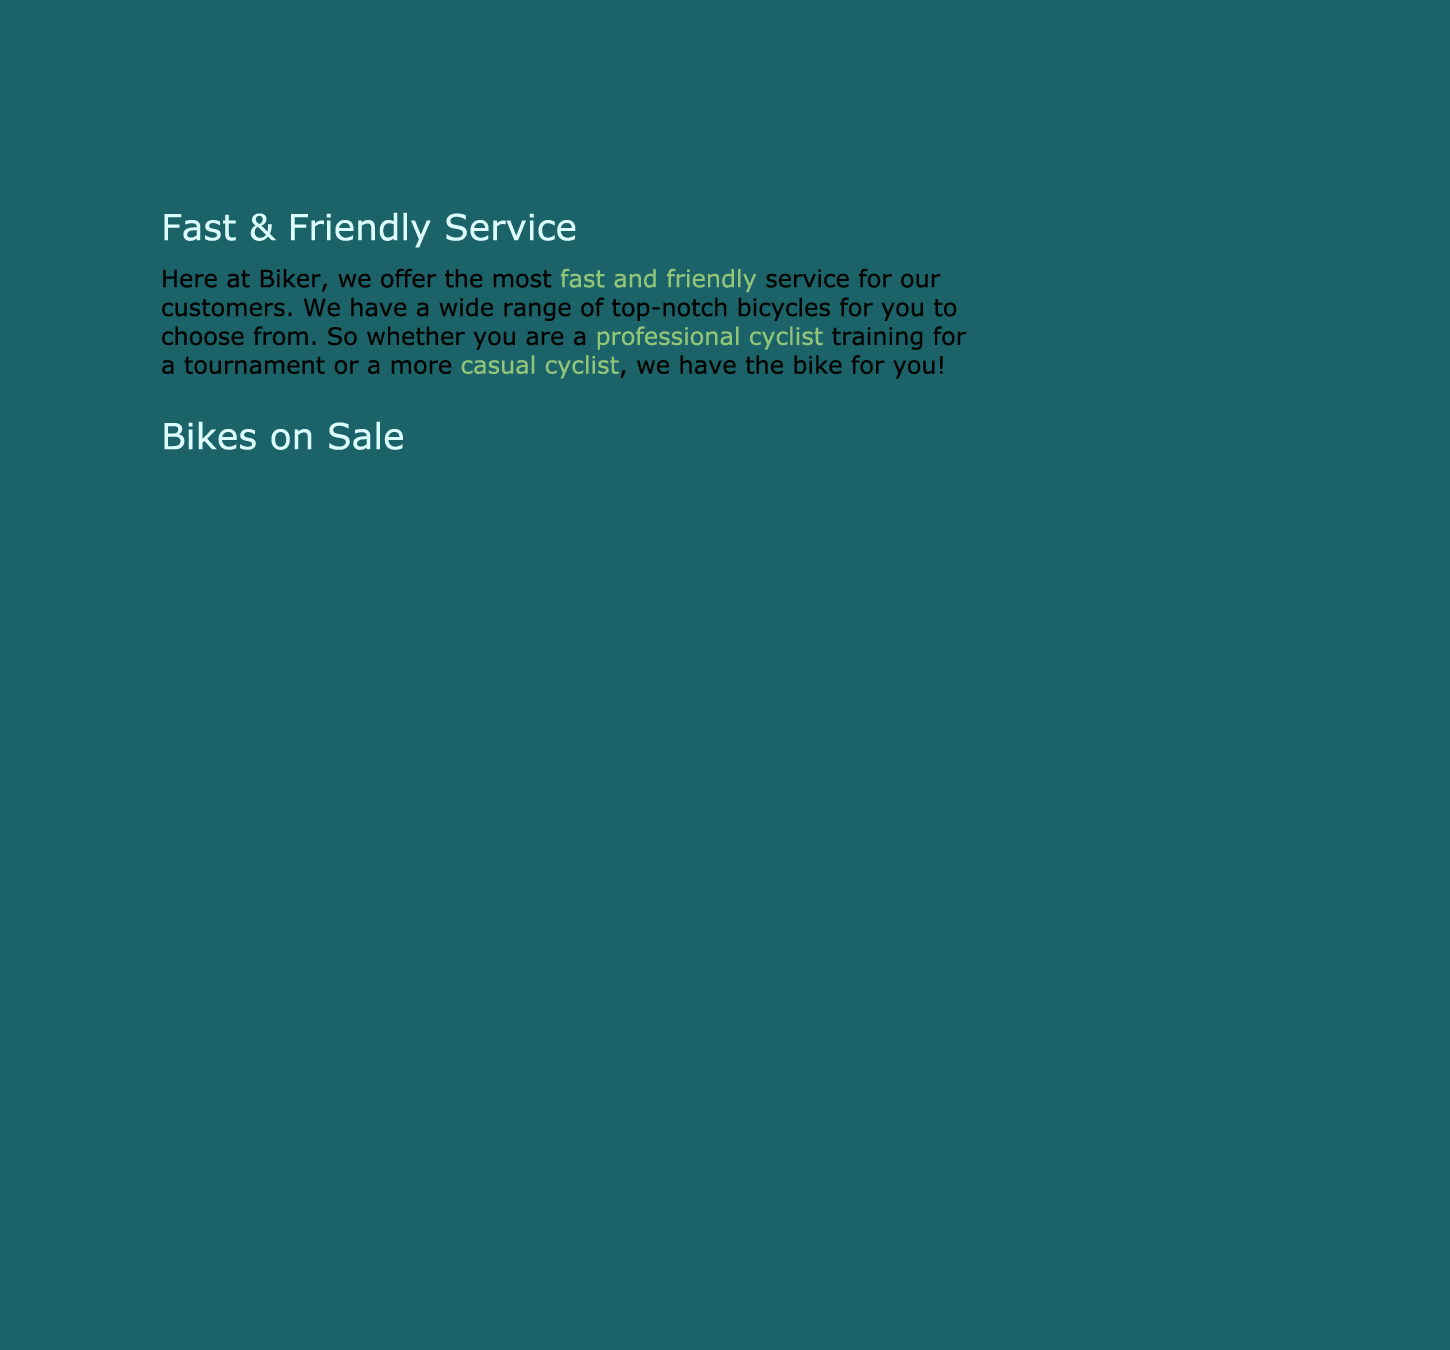 Fast & Friendly Service
Here at Biker, we offer the most fast and friendly service for our
customers. We have a wide range of top-notch bicycles for you to
choose from. So whether you are a professional cyclist training for
a tournament or a more casual cyclist, we have the bike for you!
Bikes on Sale